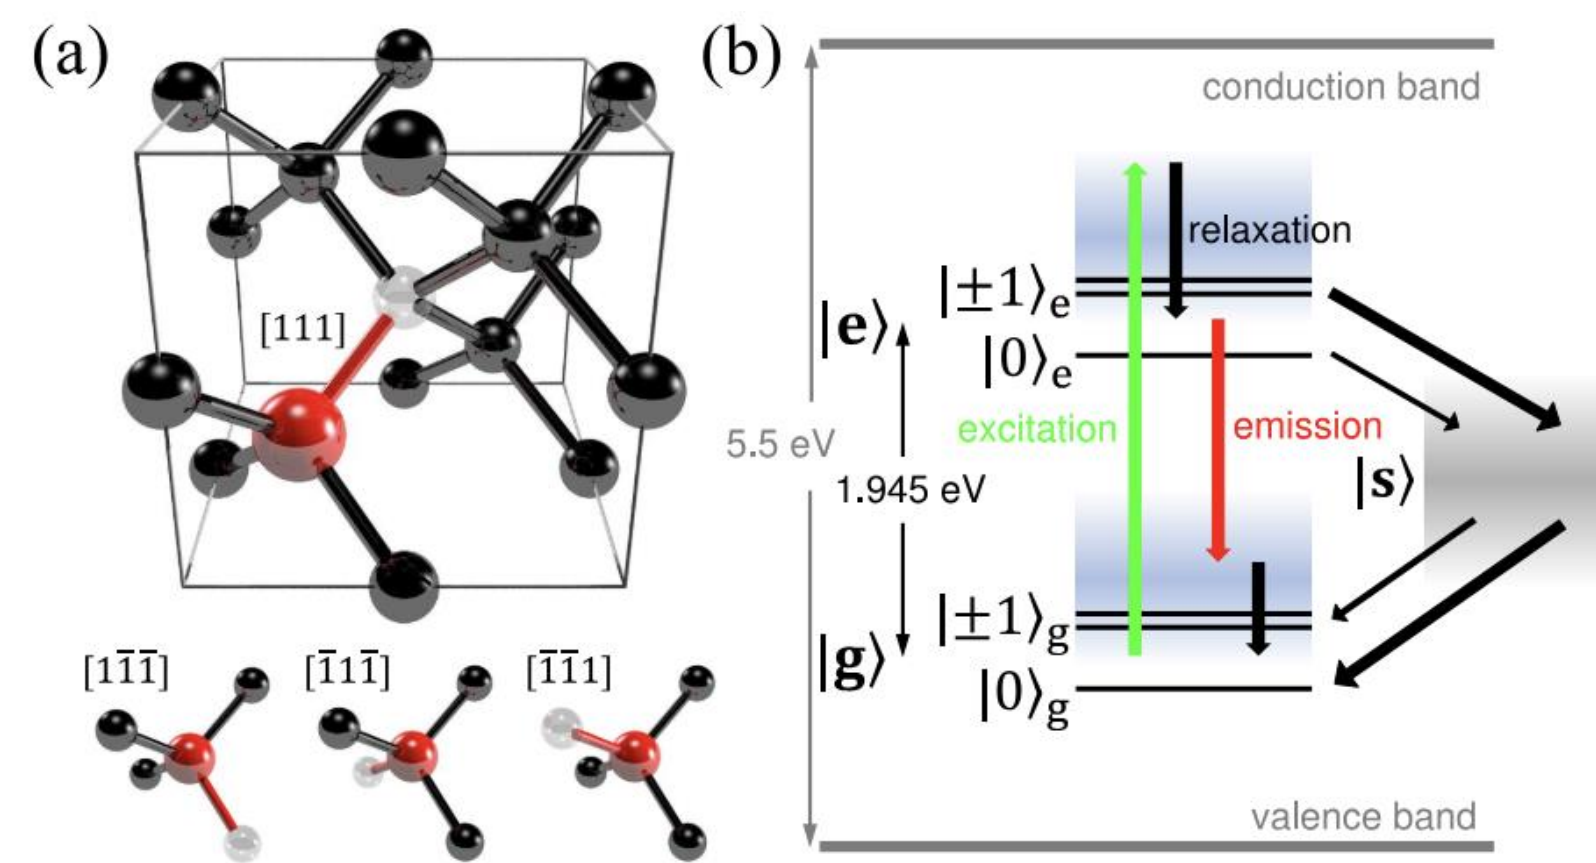 (a)
[111]
[11̅1̅]
[1̅11̅]
[1̅1̅1]
(b)
conduction band
relaxation
|±1⟩e
|e⟩
|0⟩e
excitation
emission
5.5 eV
1.945 eV
|s⟩
|±1⟩g
|g⟩
|0⟩g
valence band